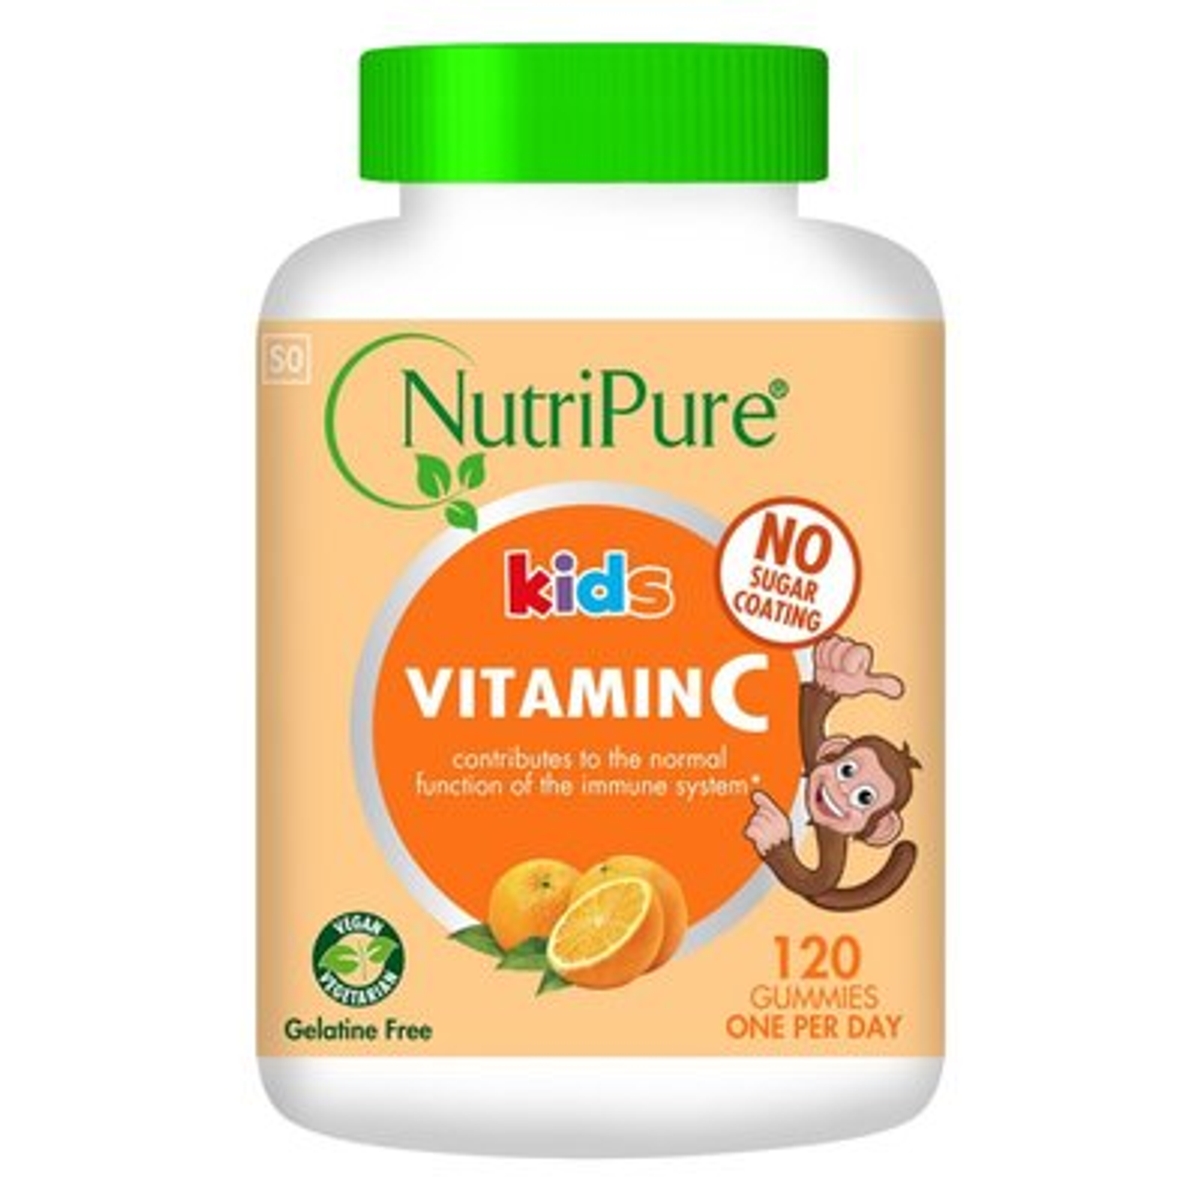 S0
NutriPure®
NO
SUGAR
COATING
kids
VITAMIN C
contributes to the normal
function of the immune system*
VEGAN
VEGETARIAN
Gelatine Free
120
GUMMIES
ONE PER DAY